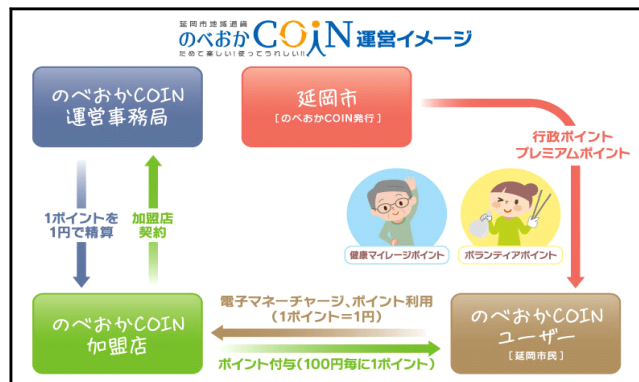 延岡市地域通貨
のべおかCOiN 運営イメージ
ためて楽しい!使ってうれしい!!
のべおかCOIN
運営事務局
延岡市
[のべおかCOIN発行]
行政ポイント
プレミアムポイント
1ポイントを
1円で精算
加盟店
契約
健康マイレージポイント
ボランティアポイント
のべおかCOIN
加盟店
電子マネーチャージ、ポイント利用
(1ポイント=1円)
ポイント付与(100円毎に1ポイント)
のべおかCOIN
ユーザー
[延岡市民]